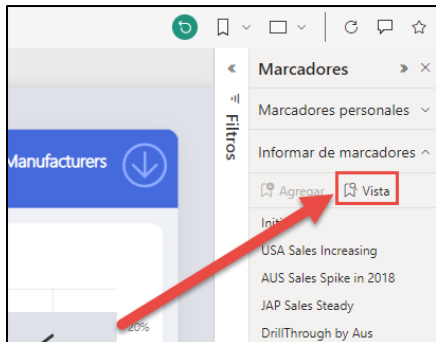 Marcadores
Marcadores personales
Filtros
Manufacturers
Informar de marcadores
Agregar
Vista
USA Sales Increasing
AUS Sales Spike in 2018
JAP Sales Steady
20%
DrillThrough by Aus